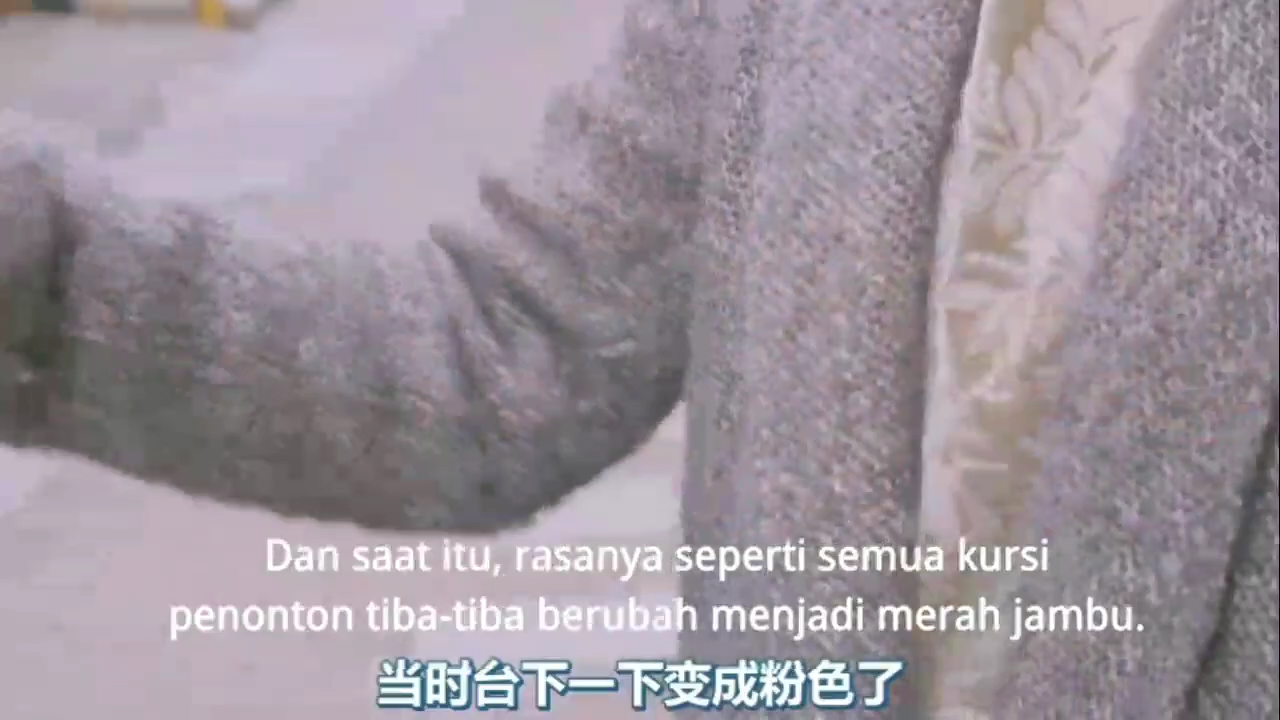 Dan saat itu, rasanya seperti semua kursi
penonton tiba-tiba berubah menjadi merah jambu.
当时台下一下变成粉色了